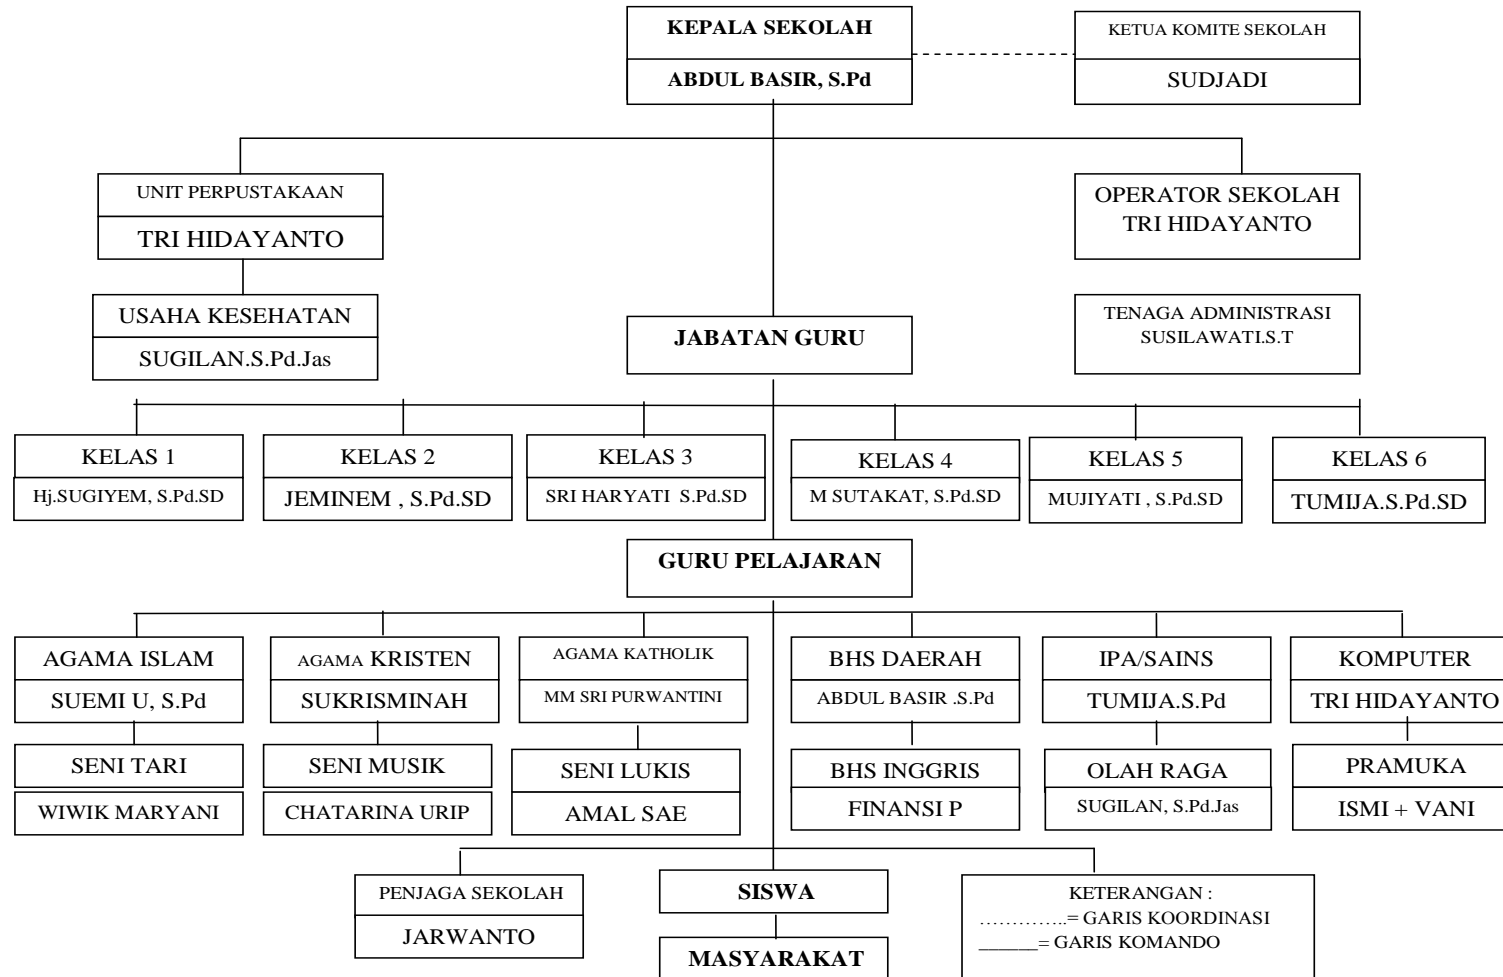 KEPALA SEKOLAH
ABDUL BASIR, S.Pd
KETUA KOMITE SEKOLAH
SUDJADI
UNIT PERPUSTAKAAN
TRI HIDAYANTO
OPERATOR SEKOLAH
TRI HIDAYANTO
USAHA KESEHATAN
SUGILAN.S.Pd.Jas
JABATAN GURU
TENAGA ADMINISTRASI
SUSILAWATI.S.T
KELAS 1
Hj.SUGIYEM, S.Pd.SD
KELAS 2
JEMINEM , S.Pd.SD
KELAS 3
SRI HARYATI S.Pd.SD
KELAS 4
M SUTAKAT, S.Pd.SD
KELAS 5
MUJIYATI , S.Pd.SD
KELAS 6
TUMIJA.S.Pd.SD
GURU PELAJARAN
AGAMA ISLAM
SUEMI U, S.Pd
AGAMA KRISTEN
SUKRISMINAH
AGAMA KATHOLIK
MM SRI PURWANTINI
BHS DAERAH
ABDUL BASIR .S.Pd
IPA/SAINS
TUMIJA.S.Pd
KOMPUTER
TRI HIDAYANTO
SENI TARI
WIWIK MARYANI
SENI MUSIK
CHATARINA URIP
SENI LUKIS
AMAL SAE
BHS INGGRIS
FINANSI P
OLAH RAGA
SUGILAN, S.Pd.Jas
PRAMUKA
ISMI + VANI
PENJAGA SEKOLAH
JARWANTO
SISWA
MASYARAKAT
KETERANGAN :
…………..= GARIS KOORDINASI
______= GARIS KOMANDO